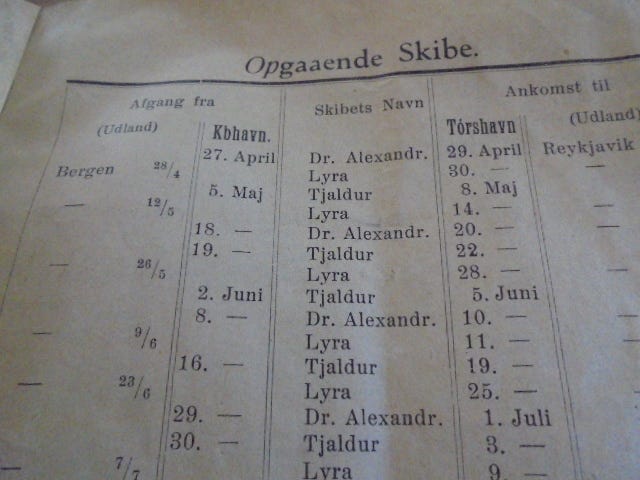 Opgaaende Skibe.
Afgang fra Skibets Navn Ankomst til
(Udland) Kbhavn. Tórshavn (Udland)
27. April Dr. Alexandr. 29. April Reykjavik
Bergen 28/4 Lyra 30. — —
5. Maj Tjaldur 8. Maj
— 12/5 Lyra 14. — —
18. — Dr. Alexandr. 20. — —
19. — Tjaldur 22. —
— 26/5 Lyra 28. — —
2. Juni Tjaldur 5. Juni
8. — Dr. Alexandr. 10. — —
— 9/6 Lyra 11. — —
16. — Tjaldur 19. —
— 23/6 Lyra 25. — —
29. — Dr. Alexandr. 1. Juli —
30. — Tjaldur 3. —
— 7/7 Lyra 9. —